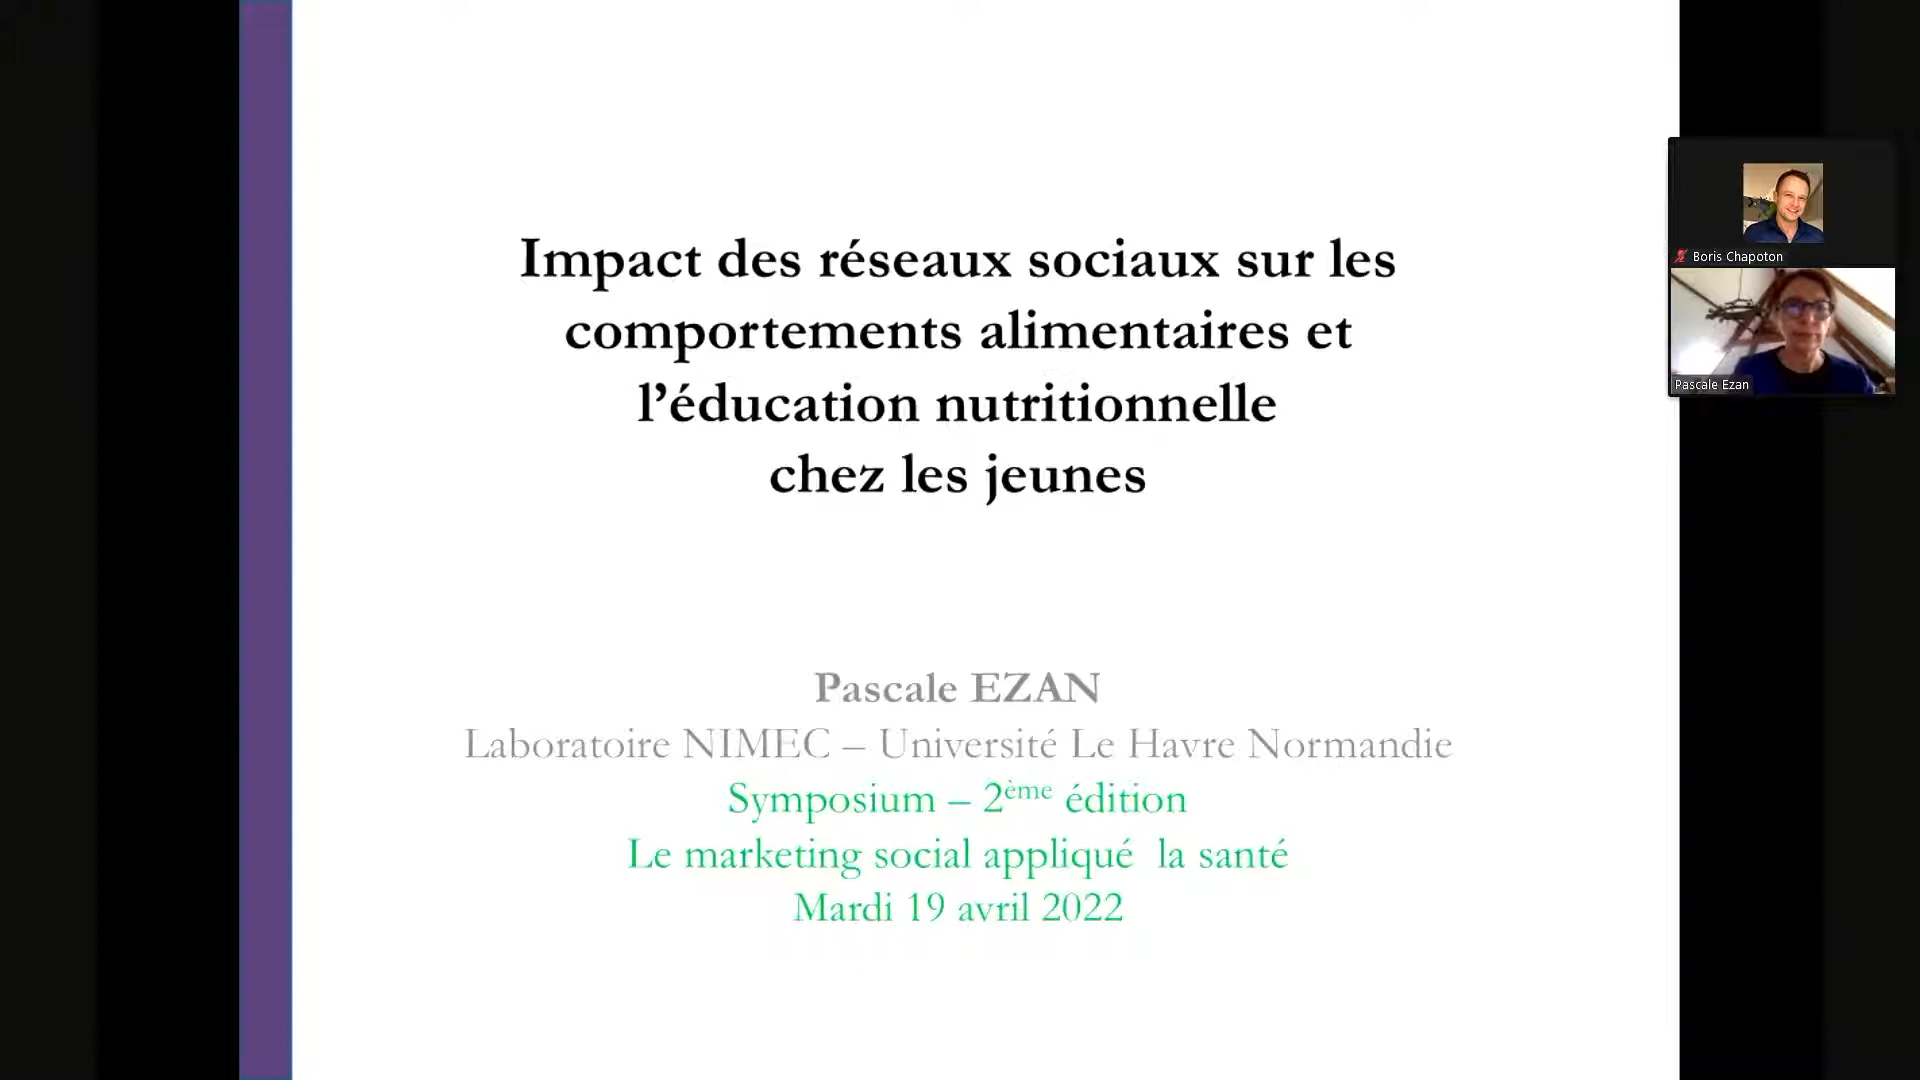 Impact des réseaux sociaux sur les
comportements alimentaires et
l’éducation nutritionnelle
chez les jeunes
Pascale EZAN
Laboratoire NIMEC – Université Le Havre Normandie
Symposium – 2ème édition
Le marketing social appliqué  la santé
Mardi 19 avril 2022
Boris Chapoton
Pascale Ezan